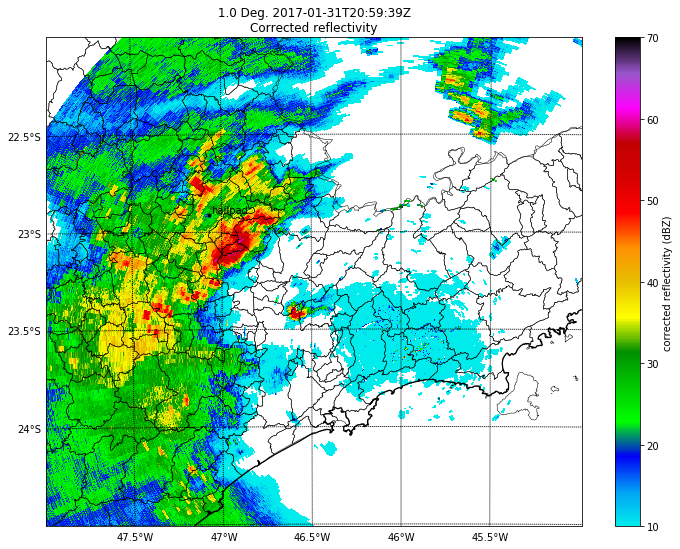 1.0 Deg. 2017-01-31T20:59:39Z
Corrected reflectivity
22.5°S
23°S
23.5°S
24°S
47.5°W
47°W
46.5°W
46°W
45.5°W
70
60
50
40
30
20
10
corrected reflectivity (dBZ)